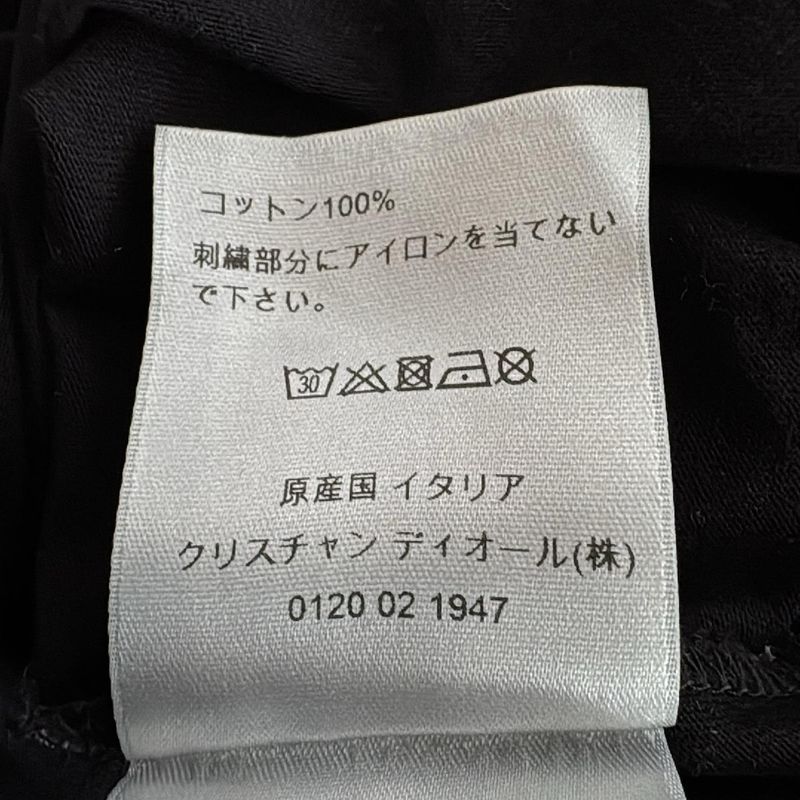 コットン100%
刺繍部分にアイロンを当てない
で下さい。
30
原産国 イタリア
クリスチャン ディオール(株)
0120 02 1947